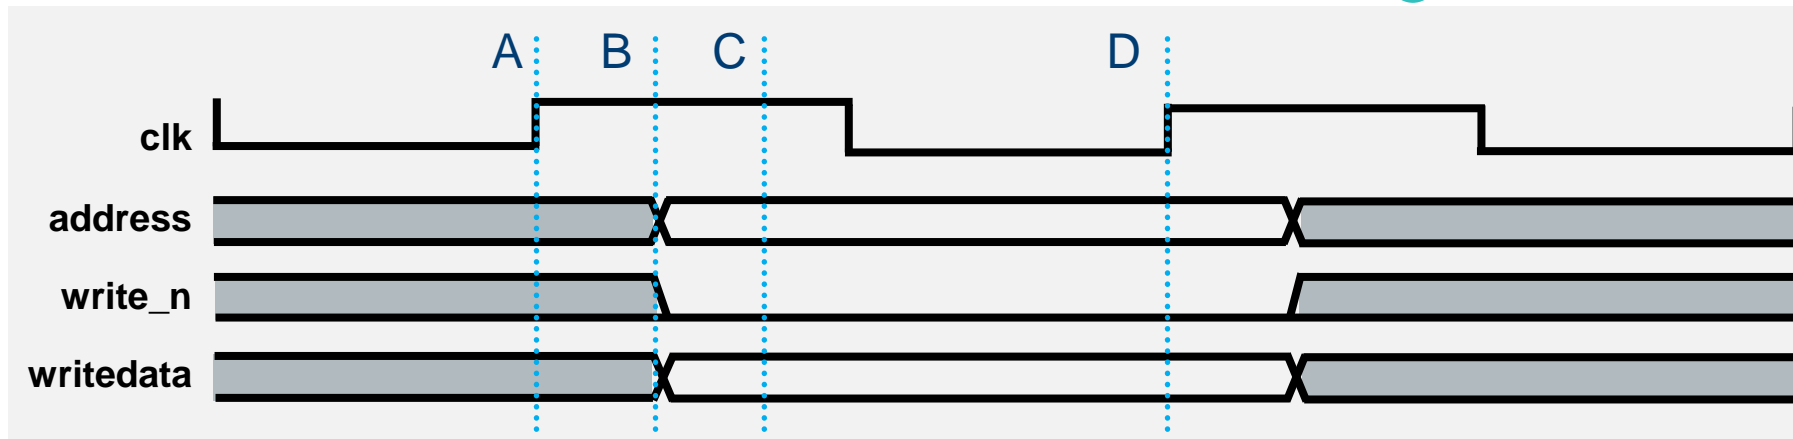 A B C D
clk
address
write_n
writedata